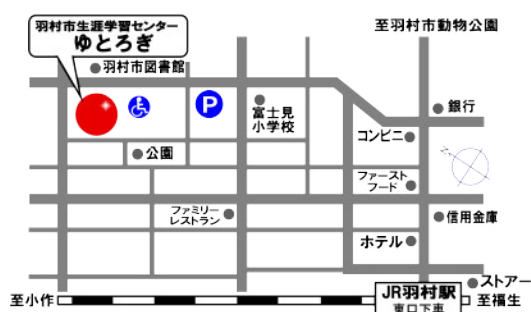 羽村市生涯学習センター
ゆとろぎ
至羽村市動物公園
羽村市図書館
P
富士見
小学校
銀行
コンビニ
公園
N
ファースト
フード
ファミリー
レストラン
信用金庫
ホテル
ストアー
JR羽村駅
東口下車
至小作
至福生